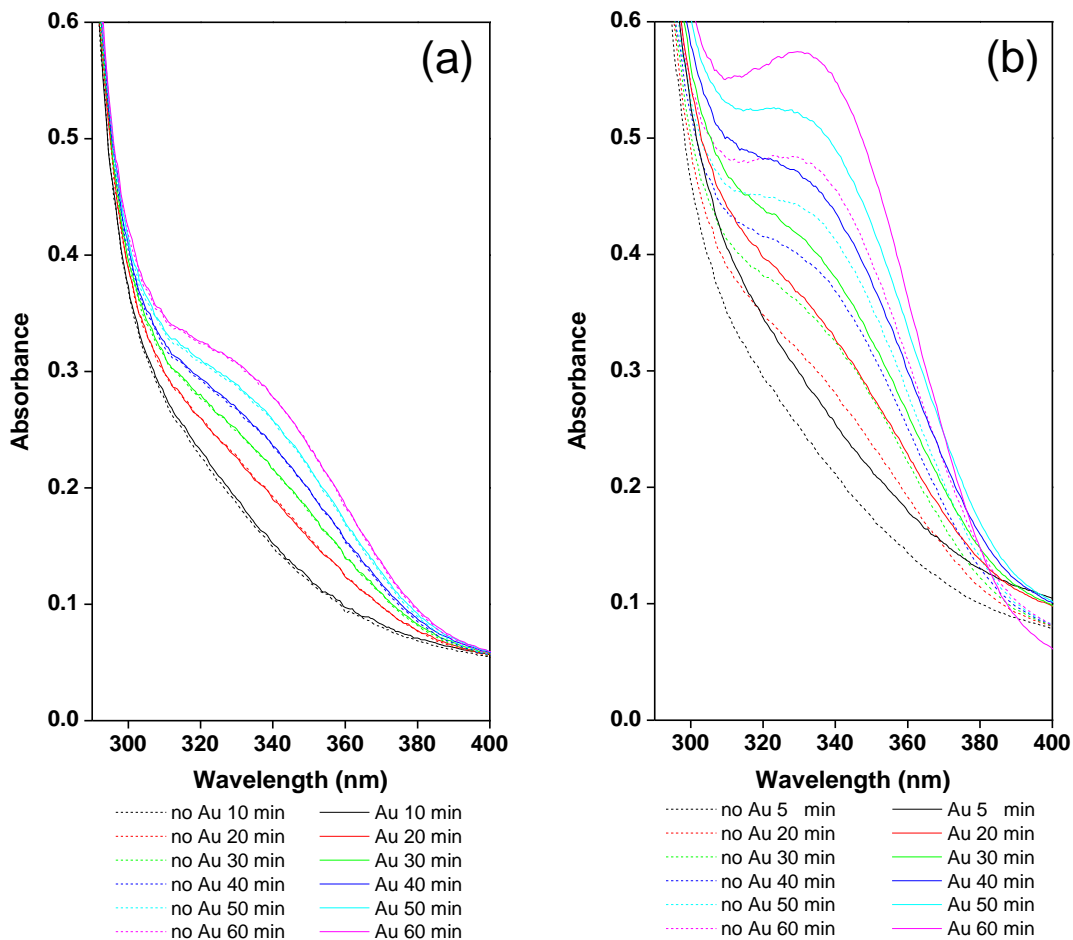 (a)
0.6
0.5
0.4
0.3
0.2
0.1
0.0
Absorbance
300 320 340 360 380 400
Wavelength (nm)
no Au 10 min Au 10 min
no Au 20 min Au 20 min
no Au 30 min Au 30 min
no Au 40 min Au 40 min
no Au 50 min Au 50 min
no Au 60 min Au 60 min
(b)
0.6
0.5
0.4
0.3
0.2
0.1
0.0
Absorbance
300 320 340 360 380 400
Wavelength (nm)
no Au 5 min Au 5 min
no Au 20 min Au 20 min
no Au 30 min Au 30 min
no Au 40 min Au 40 min
no Au 50 min Au 50 min
no Au 60 min Au 60 min